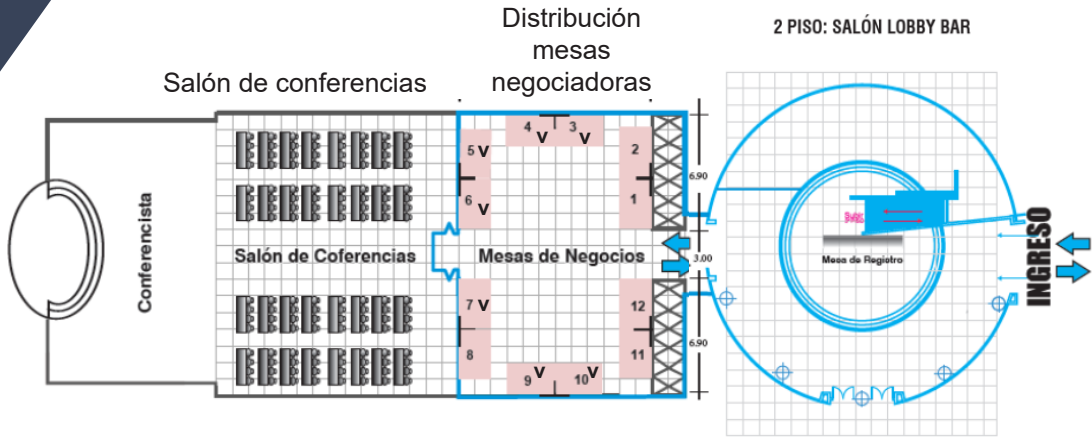 Distribución
mesas
negociadoras
2 PISO: SALÓN LOBBY BAR
Salón de conferencias
4 V 3 V
5 V
2
6 V
1
6.90
Conferencista
Salón de Coferencias
Mesas de Negocios
3.00
Mesa de Registro
INGRESO
7 V
12
8
11
6.90
9 V 10 V